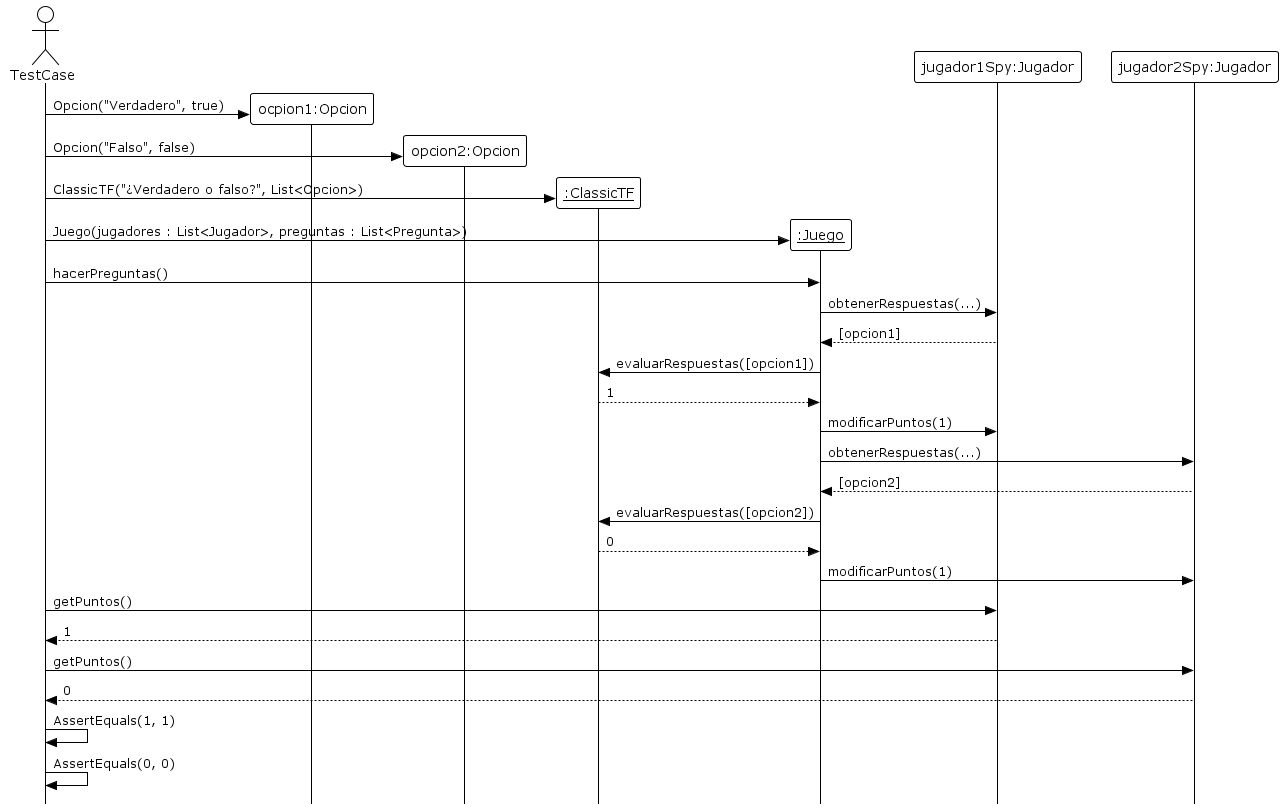 TestCase
jugador1Spy:Jugador
jugador2Spy:Jugador
Opcion("Verdadero", true)
ocpion1:Opcion
Opcion("Falso", false)
opcion2:Opcion
ClassicTF("¿Verdadero o falso?", List<Opcion>)
:ClassicTF
Juego(jugadores : List<Jugador>, preguntas : List<Pregunta>)
:Juego
hacerPreguntas()
obtenerRespuestas(...)
[opcion1]
evaluarRespuestas([opcion1])
1
modificarPuntos(1)
obtenerRespuestas(...)
[opcion2]
evaluarRespuestas([opcion2])
0
modificarPuntos(1)
getPuntos()
1
getPuntos()
0
AssertEquals(1, 1)
AssertEquals(0, 0)